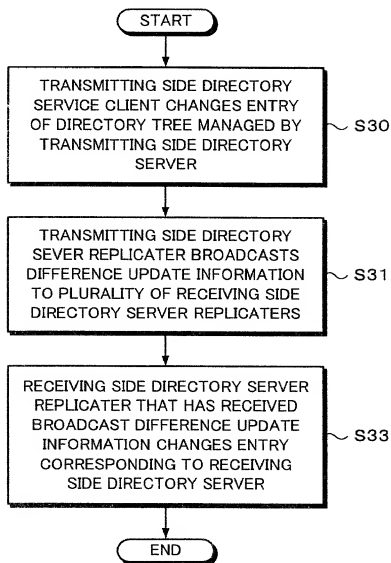 START
TRANSMITTING SIDE DIRECTORY
SERVICE CLIENT CHANGES ENTRY
OF DIRECTORY TREE MANAGED BY
TRANSMITTING SIDE DIRECTORY
SERVER
S30
TRANSMITTING SIDE DIRECTORY
SEVER REPLICATER BROADCASTS
DIFFERENCE UPDATE INFORMATION
TO PLURALITY OF RECEIVING SIDE
DIRECTORY SERVER REPLICATERS
S31
RECEIVING SIDE DIRECTORY SERVER
REPLICATER THAT HAS RECEIVED
BROADCAST DIFFERENCE UPDATE
INFORMATION CHANGES ENTRY
CORRESPONDING TO RECEIVING
SIDE DIRECTORY SERVER
S33
END